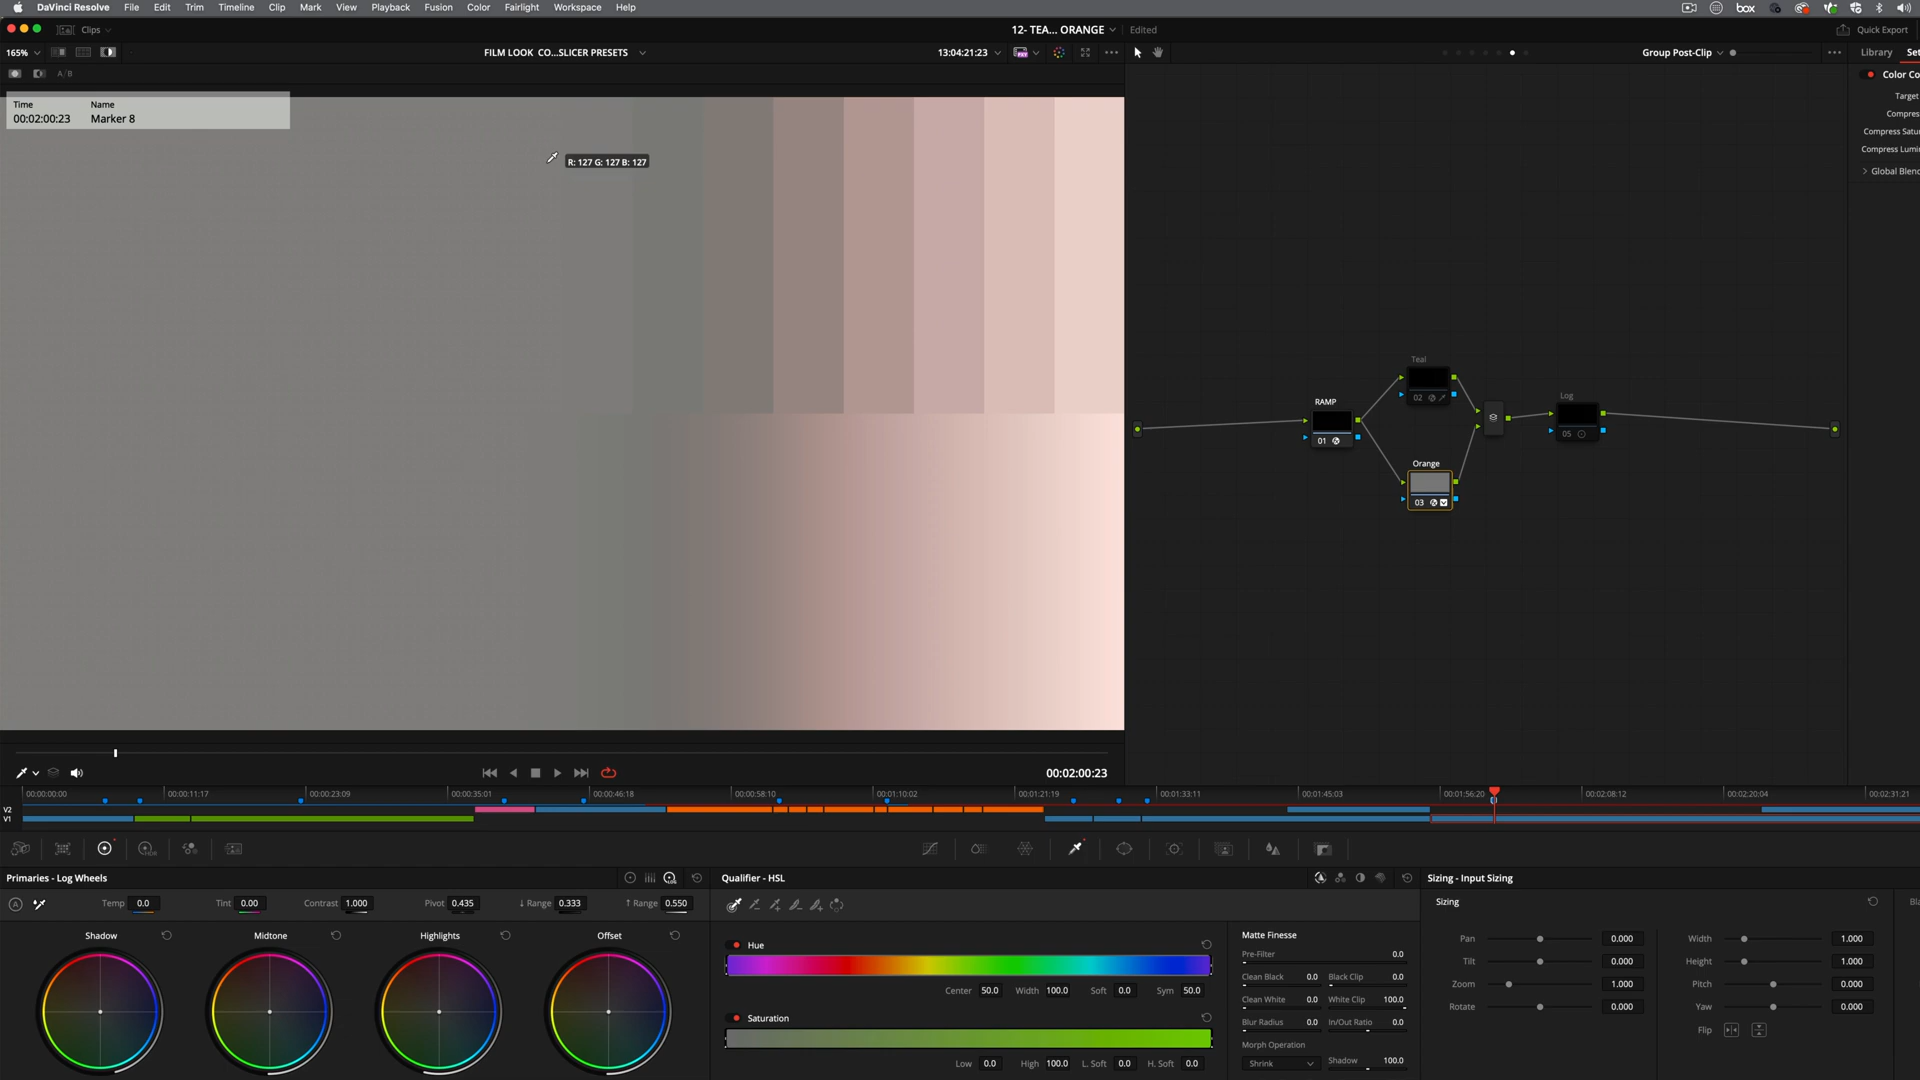 DaVinci Resolve File Edit Trim Timeline Clip Mark View Playback Fusion Color Fairlight Workspace Help box
Clips 12- TEA... ORANGE Edited Quick Export
165% FILM LOOK CO...SLICER PRESETS 13:04:21:23 Group Post-Clip Library Set
A/B
Color Co
Target
Compres
Compress Satur
Compress Lumi
Global Blend
Time Name
00:02:00:23 Marker 8
R: 127 G: 127 B: 127
Teal
02
RAMP
01
Log
05
Orange
03
00:02:00:23
00:00:00:00 00:00:11:17 00:00:23:09 00:00:35:01 00:00:46:18 00:00:58:10 00:01:10:02 00:01:21:19 00:01:33:11 00:01:45:03 00:01:56:20 00:02:08:12 00:02:20:04 00:02:31:21
V2
V1
HDR
Primaries - Log Wheels Qualifier - HSL Sizing - Input Sizing
A Temp 0.0 Tint 0.00 Contrast 1.000 Pivot 0.435 ↓ Range 0.333 ↑ Range 0.550 Sizing
Shadow Midtone Highlights Offset
Hue
Center 50.0 Width 100.0 Soft 0.0 Sym 50.0
Saturation
Low 0.0 High 100.0 L. Soft 0.0 H. Soft 0.0
Matte Finesse
Pre-Filter 0.0
Clean Black 0.0 Black Clip 0.0
Clean White 0.0 White Clip 100.0
Blur Radius 0.0 In/Out Ratio 0.0
Morph Operation
Shrink Shadow 100.0
Pan 0.000 Width 1.000
Tilt 0.000 Height 1.000
Zoom 1.000 Pitch 0.000
Rotate 0.000 Yaw 0.000
Flip